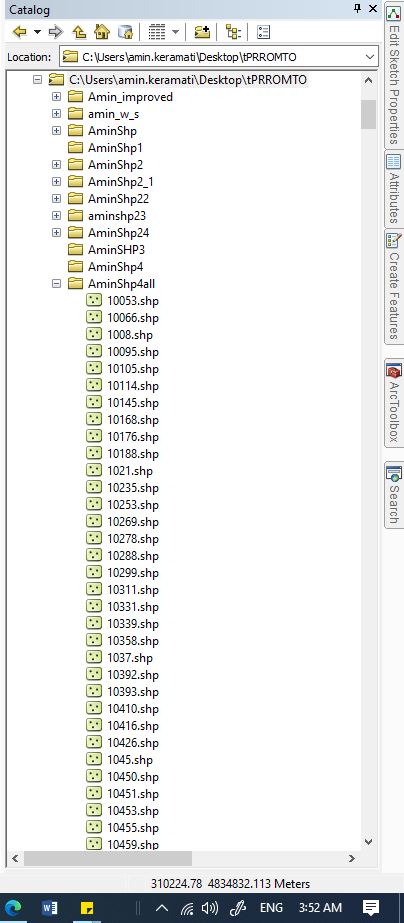 Catalog
Location: C:\Users\amin.keramati\Desktop\tPRROMTO
C:\Users\amin.keramati\Desktop\tPRROMTO
Amin_improved
amin_w_s
AminShp
AminShp1
AminShp2
AminShp2_1
AminShp22
aminshp23
AminShp24
AminSHP3
AminShp4
AminShp4all
10053.shp
10066.shp
1008.shp
10095.shp
10105.shp
10114.shp
10145.shp
10168.shp
10176.shp
10188.shp
1021.shp
10235.shp
10253.shp
10269.shp
10278.shp
10288.shp
10299.shp
10311.shp
10331.shp
10339.shp
10358.shp
1037.shp
10392.shp
10393.shp
10410.shp
10416.shp
10426.shp
1045.shp
10450.shp
10451.shp
10453.shp
10455.shp
10459.shp
Edit Sketch Properties
Attributes
Create Features
ArcToolbox
Search
310224.78 4834832.113 Meters
ENG 3:52 AM